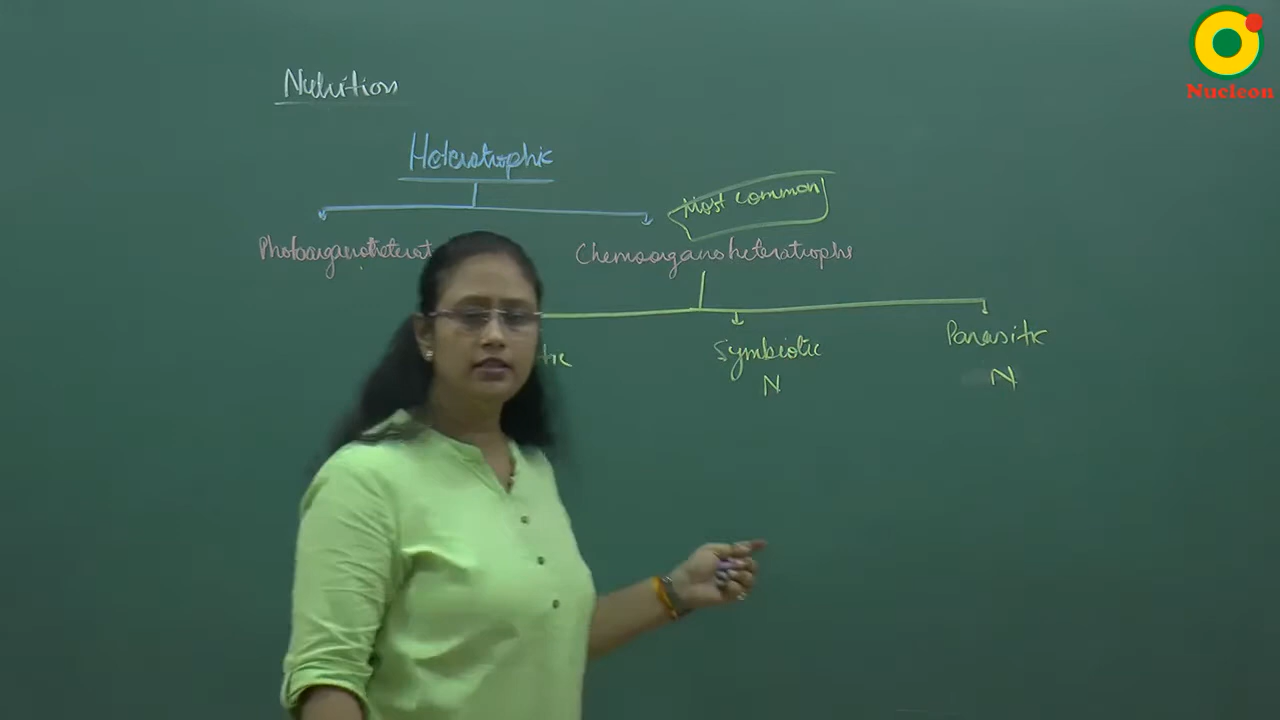 Nucleon
Nutrition
Heterotrophic
Most common
Photoorganoheterot
Chemoorganoheterotrophs
tic
Symbiotic
Parasitic
N
N